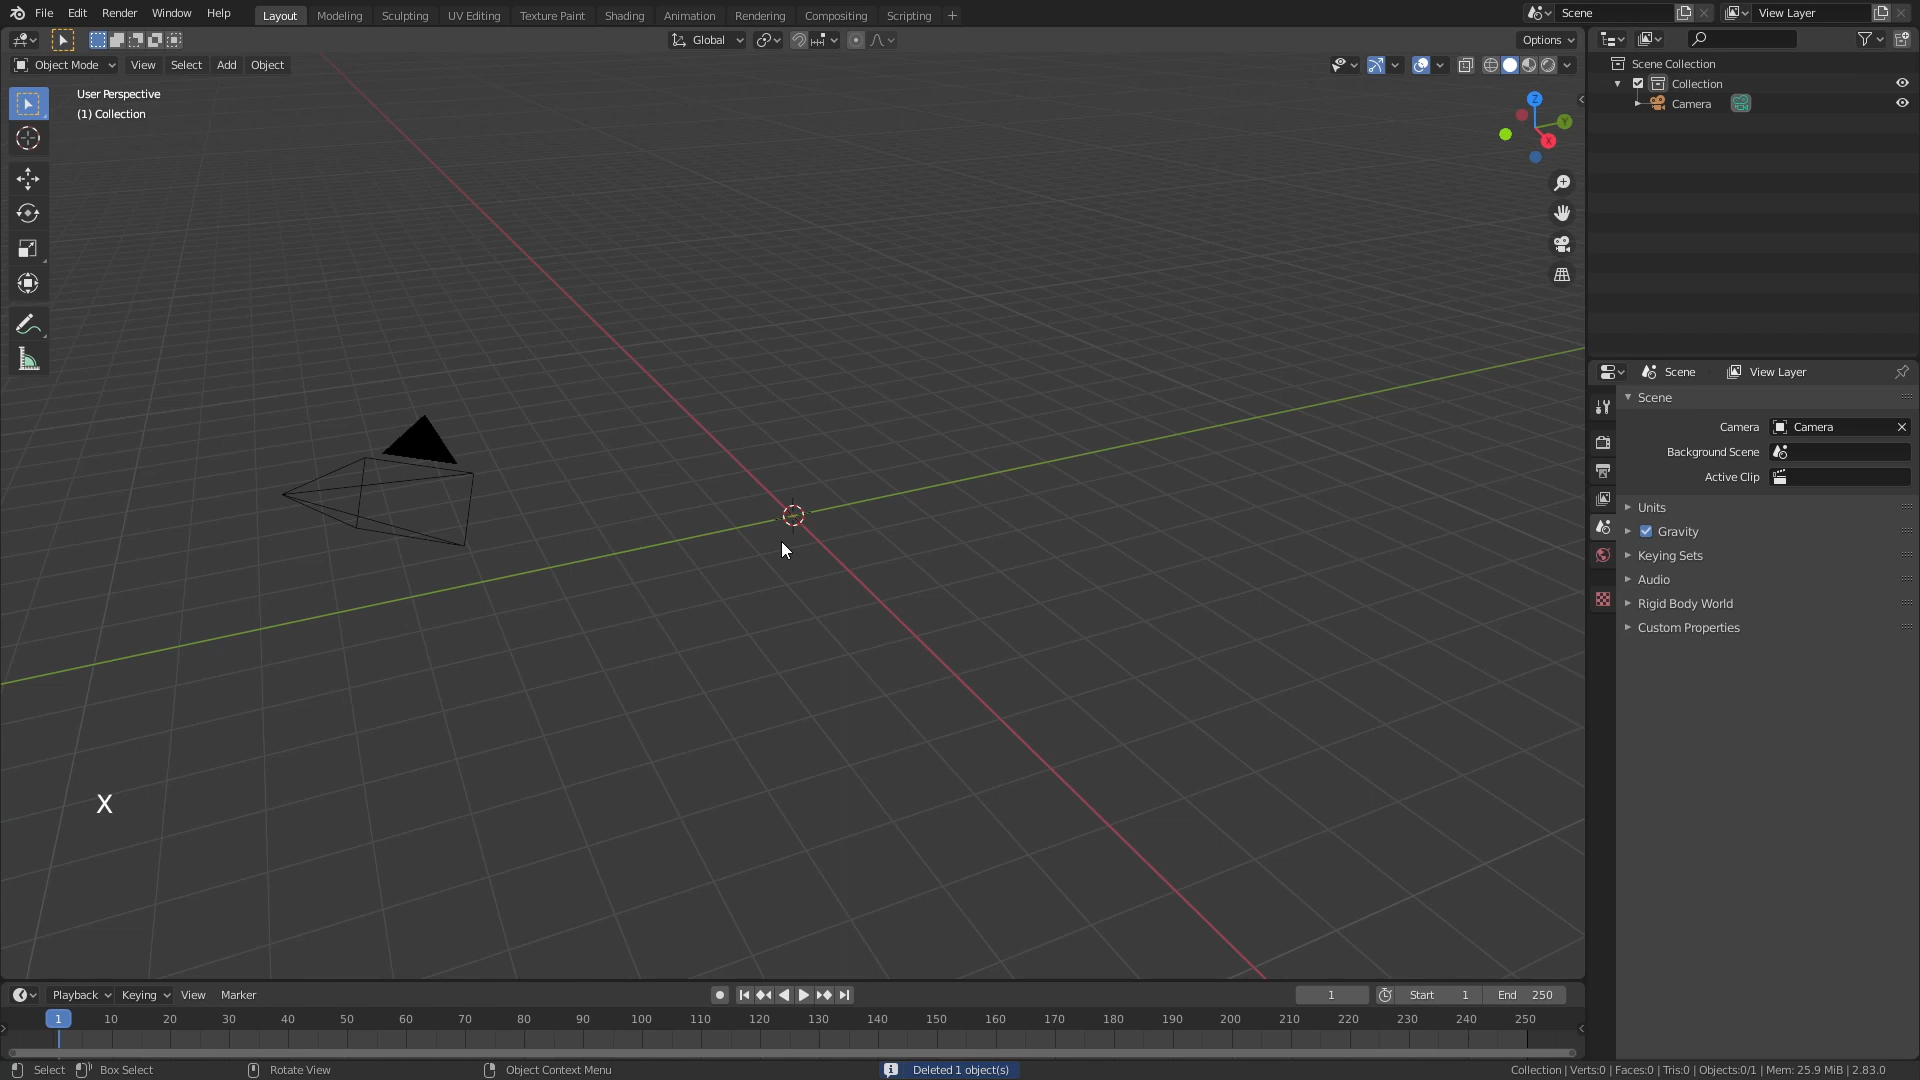 File Edit Render Window Help Layout Modeling Sculpting UV Editing Texture Paint Shading Animation Rendering Compositing Scripting + Scene View Layer
Global Options
Object Mode View Select Add Object
User Perspective
(1) Collection
Z
Y
X
Scene Collection
Collection
Camera
Scene View Layer
Scene
Camera Camera
Background Scene
Active Clip
Units
Gravity
Keying Sets
Audio
Rigid Body World
Custom Properties
X
Playback Keying View Marker 1 Start 1 End 250
1 10 20 30 40 50 60 70 80 90 100 110 120 130 140 150 160 170 180 190 200 210 220 230 240 250
Select Box Select Rotate View Object Context Menu Deleted 1 object(s) Collection | Verts:0 | Faces:0 | Tris:0 | Objects:0/1 | Mem: 25.9 MiB | 2.83.0